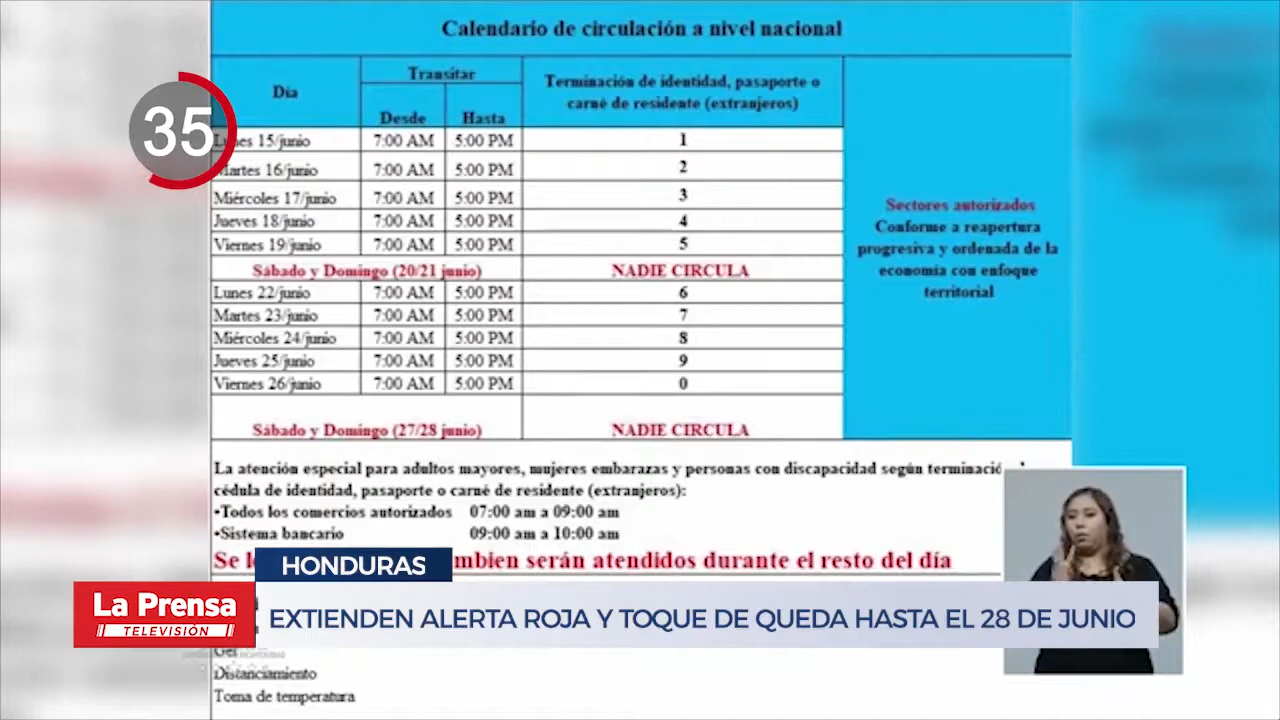 Calendario de circulación a nivel nacional
Día
Transitar
Desde
Hasta
Terminación de identidad, pasaporte o
carné de residente (extranjeros)
35
Lunes 15/junio 7:00 AM 5:00 PM 1
Martes 16/junio 7:00 AM 5:00 PM 2
Miércoles 17/junio 7:00 AM 5:00 PM 3
Jueves 18/junio 7:00 AM 5:00 PM 4
Viernes 19/junio 7:00 AM 5:00 PM 5
Sábado y Domingo (20/21 junio) NADIE CIRCULA
Lunes 22/junio 7:00 AM 5:00 PM 6
Martes 23/junio 7:00 AM 5:00 PM 7
Miércoles 24/junio 7:00 AM 5:00 PM 8
Jueves 25/junio 7:00 AM 5:00 PM 9
Viernes 26/junio 7:00 AM 5:00 PM 0
Sábado y Domingo (27/28 junio) NADIE CIRCULA
Sectores autorizados
Conforme a reapertura
progresiva y ordenada de la
economía con enfoque
territorial
La atención especial para adultos mayores, mujeres embarazas y personas con discapacidad según
cédula de identidad, pasaporte o carné de residente (extranjeros):
•Todos los comercios autorizados 07:00 am a 09:00 am
•Sistema bancario 09:00 am a 10:00 am
Se serán atendidos durante el resto del día
HONDURAS
La Prensa
TELEVISIÓN
EXTIENDEN ALERTA ROJA Y TOQUE DE QUEDA HASTA EL 28 DE JUNIO
Gel
Distanciamiento
Toma de temperatura